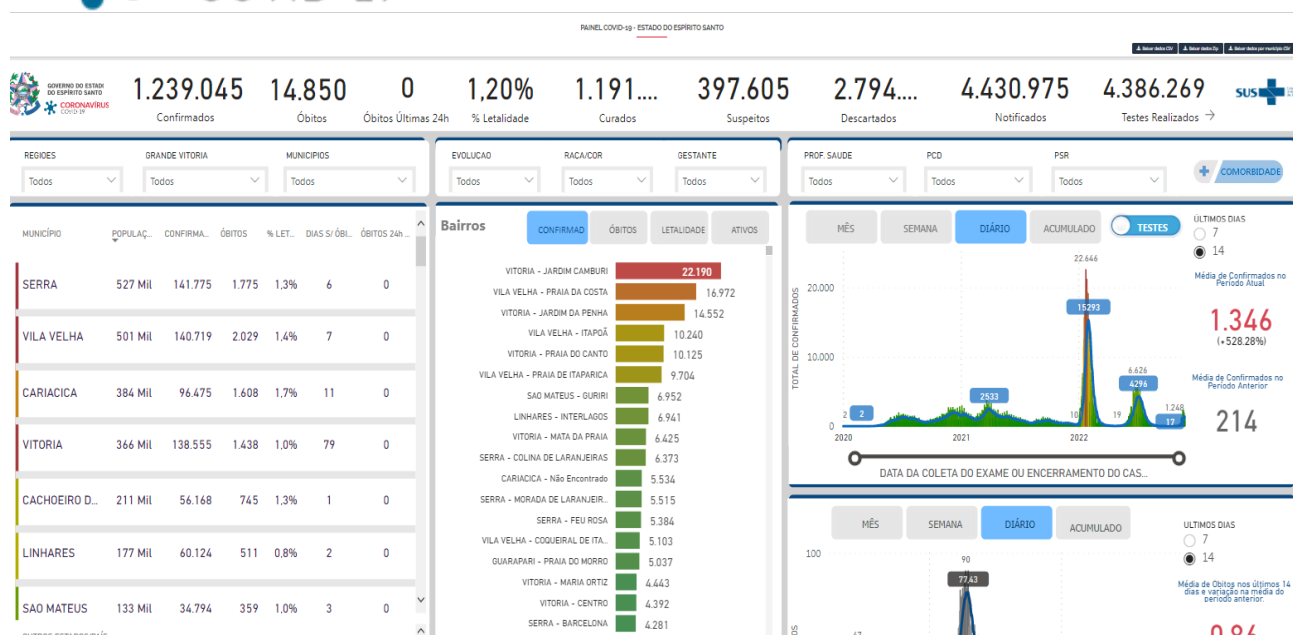 PAINEL COVID-19 - ESTADO DO ESPÍRITO SANTO
Baixar dados CSV Baixar dados Zip Baixar dados por município CSV
GOVERNO DO ESTADO
DO ESPÍRITO SANTO
CORONAVÍRUS
COVID-19
1.239.045 14.850 0 1,20% 1.191.... 397.605 2.794.... 4.430.975 4.386.269 SUS
Confirmados Óbitos Óbitos Últimas 24h % Letalidade Curados Suspeitos Descartados Notificados Testes Realizados
REGIOES GRANDE VITORIA MUNICIPIOS EVOLUCAO RAÇA/COR GESTANTE PROF. SAUDE PCD PSR
Todos Todos Todos Todos Todos Todos Todos Todos Todos + COMORBIDADE
MUNICÍPIO POPULAÇ... CONFIRMA... ÓBITOS % LET... DIAS S/ ÓBI... ÓBITOS 24h ...
SERRA 527 Mil 141.775 1.775 1,3% 6 0
VILA VELHA 501 Mil 140.719 2.029 1,4% 7 0
CARIACICA 384 Mil 96.475 1.608 1,7% 11 0
VITORIA 366 Mil 138.555 1.438 1,0% 79 0
CACHOEIRO D... 211 Mil 56.168 745 1,3% 1 0
LINHARES 177 Mil 60.124 511 0,8% 2 0
SAO MATEUS 133 Mil 34.794 359 1,0% 3 0
Bairros CONFIRMAD ÓBITOS LETALIDADE ATIVOS
VITORIA - JARDIM CAMBURI 22.190
VILA VELHA - PRAIA DA COSTA 16.972
VITORIA - JARDIM DA PENHA 14.552
VILA VELHA - ITAPOÃ 10.240
VITORIA - PRAIA DO CANTO 10.125
VILA VELHA - PRAIA DE ITAPARICA 9.704
SAO MATEUS - GURIRI 6.952
LINHARES - INTERLAGOS 6.941
VITORIA - MATA DA PRAIA 6.425
SERRA - COLINA DE LARANJEIRAS 6.373
CARIACICA - Não Encontrado 5.534
SERRA - MORADA DE LARANJEIR... 5.515
SERRA - FEU ROSA 5.384
VILA VELHA - COQUEIRAL DE ITA... 5.103
GUARAPARI - PRAIA DO MORRO 5.037
VITORIA - MARIA ORTIZ 4.443
VITORIA - CENTRO 4.392
SERRA - BARCELONA 4.281
MÊS SEMANA DIÁRIO ACUMULADO TESTES
ÚLTIMOS DIAS
7
14
TOTAL DE CONFIRMADOS
22.646
20.000
15293
10.000
6.626
4296
2533
2 2 10 19 1.248 17
0
2020 2021 2022
DATA DA COLETA DO EXAME OU ENCERRAMENTO DO CAS...
Média de Confirmados no
Período Atual
1.346
(+528.28%)
Média de Confirmados no
Período Anterior
214
MÊS SEMANA DIÁRIO ACUMULADO
ULTIMOS DIAS
7
14
100
90
77,43
Média de Obitos nos últimos 14
dias e variação na média do
período anterior.
0,86